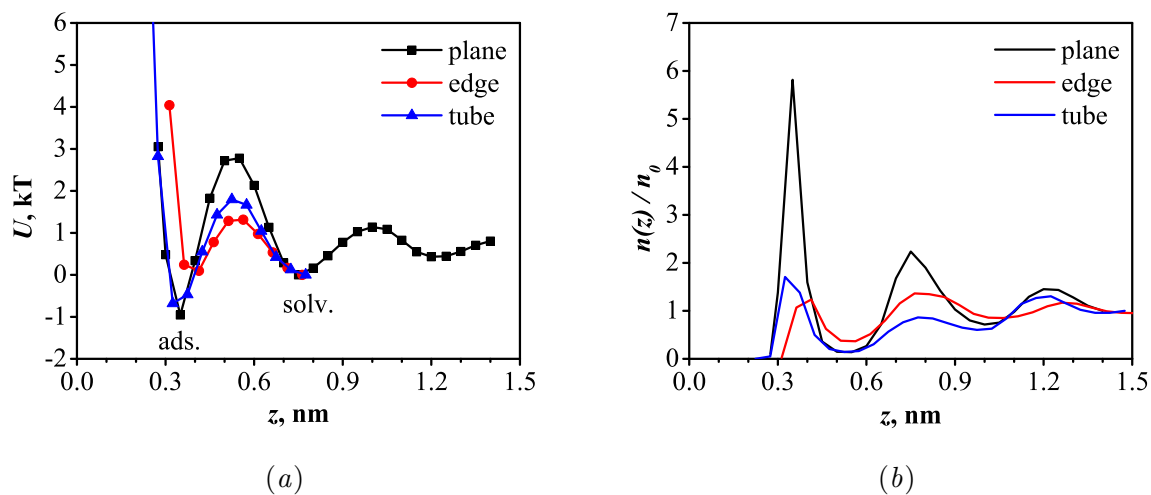 6
5
4
3
2
1
0
-1
-2
U, kT
plane
edge
tube
ads.
solv.
0.0 0.3 0.6 0.9 1.2 1.5
z, nm
(a)
7
6
5
4
3
2
1
0
n(z) / n0
plane
edge
tube
0.0 0.3 0.6 0.9 1.2 1.5
z, nm
(b)